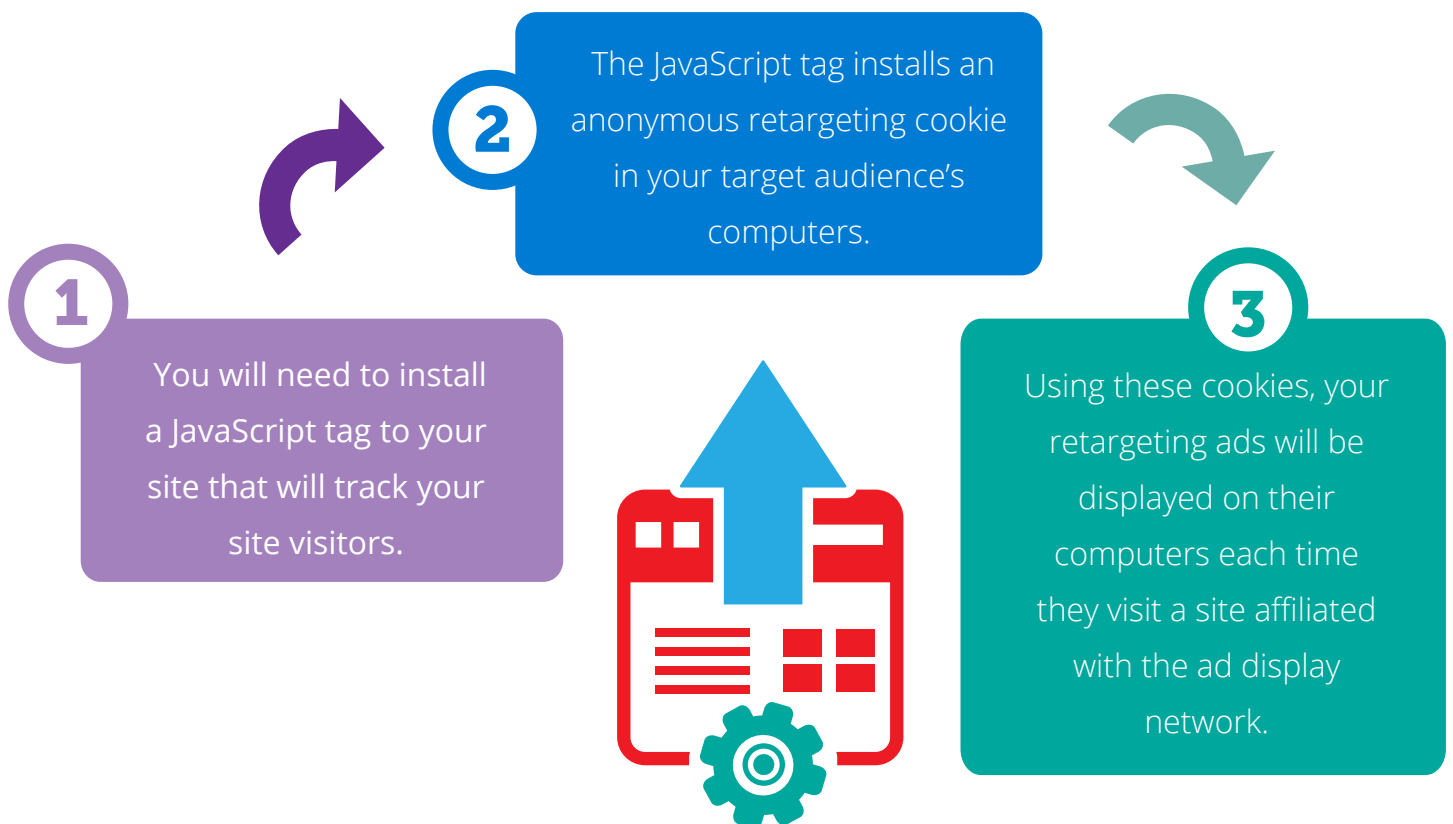 1
You will need to install
a JavaScript tag to your
site that will track your
site visitors.
2
The JavaScript tag installs an
anonymous retargeting cookie
in your target audience’s
computers.
3
Using these cookies, your
retargeting ads will be
displayed on their
computers each time
they visit a site affiliated
with the ad display
network.